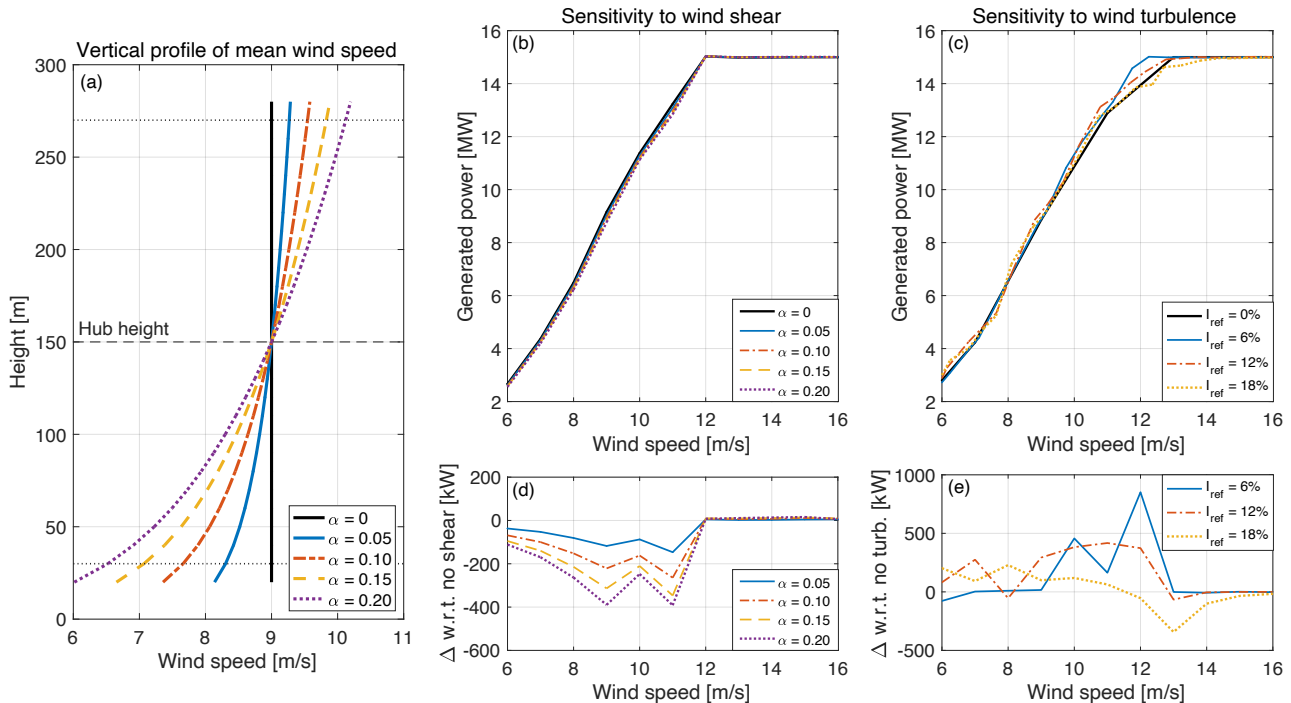 Vertical profile of mean wind speed
(a)
300
250
200
150
100
50
0
Height [m]
Hub height
α = 0
α = 0.05
α = 0.10
α = 0.15
α = 0.20
6 7 8 9 10 11
Wind speed [m/s]
Sensitivity to wind shear
(b)
16
14
12
10
8
6
4
2
Generated power [MW]
α = 0
α = 0.05
α = 0.10
α = 0.15
α = 0.20
6 8 10 12 14 16
Wind speed [m/s]
Sensitivity to wind turbulence
(c)
16
14
12
10
8
6
4
2
Generated power [MW]
I ref = 0%
I ref = 6%
I ref = 12%
I ref = 18%
6 8 10 12 14 16
Wind speed [m/s]
(d)
200
0
-200
-400
-600
Δ w.r.t. no shear [kW]
α = 0.05
α = 0.10
α = 0.15
α = 0.20
6 8 10 12 14 16
Wind speed [m/s]
(e)
1000
500
0
-500
Δ w.r.t. no turb. [kW]
I ref = 6%
I ref = 12%
I ref = 18%
6 8 10 12 14 16
Wind speed [m/s]